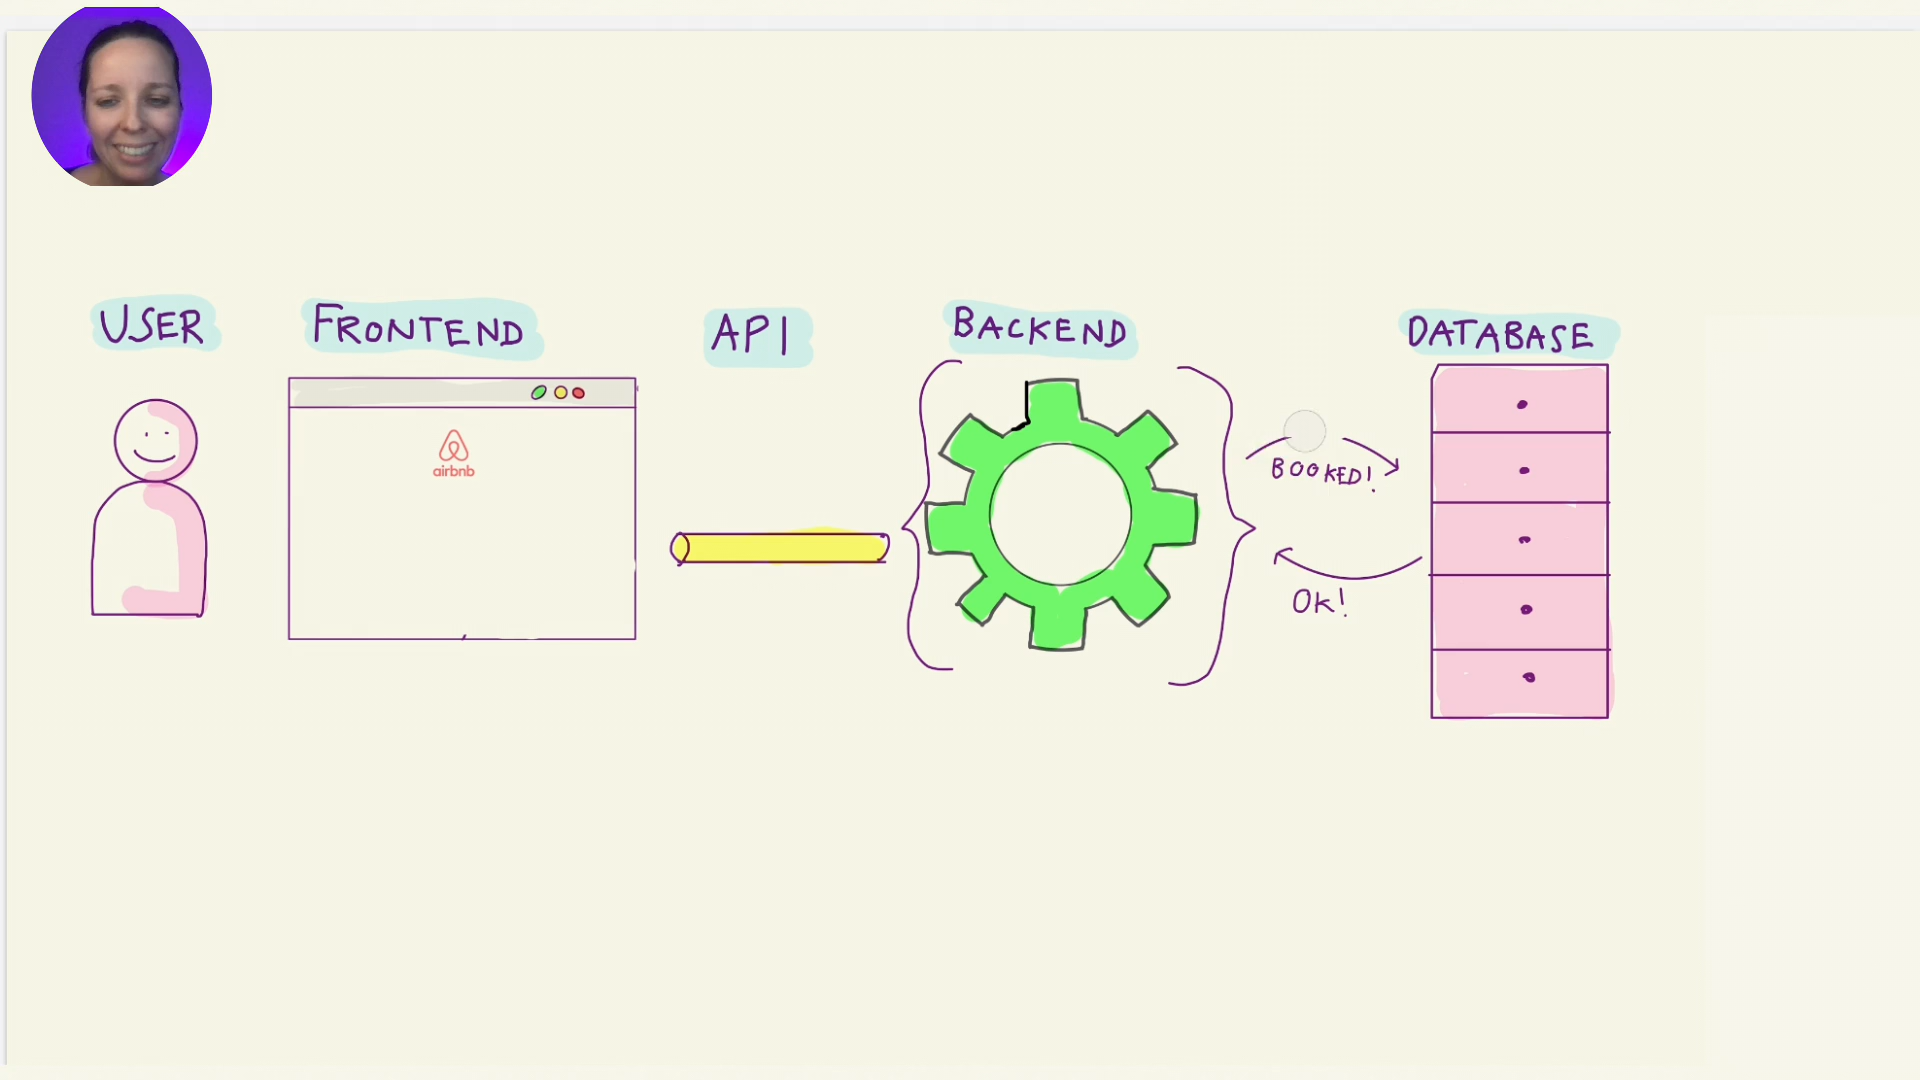 USER
FRONTEND
API
BACKEND
DATABASE
airbnb
BOOKED!
OK!